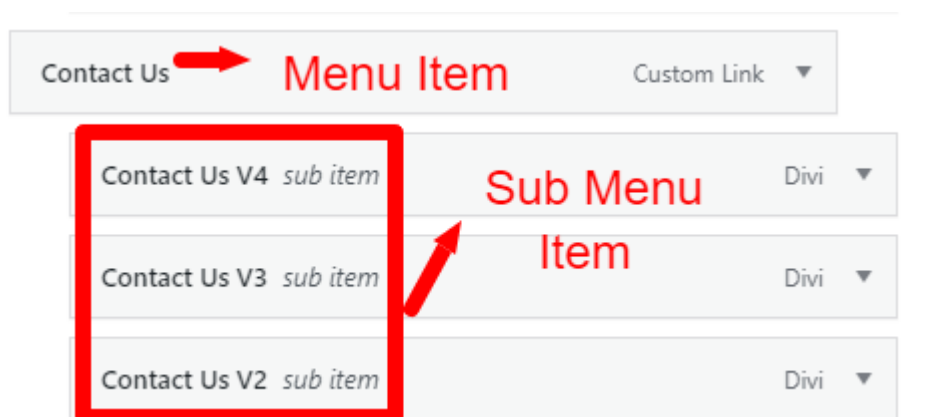 Contact Us Menu Item Custom Link
Contact Us V4 sub item Divi
Sub Menu
Item
Contact Us V3 sub item Divi
Contact Us V2 sub item Divi